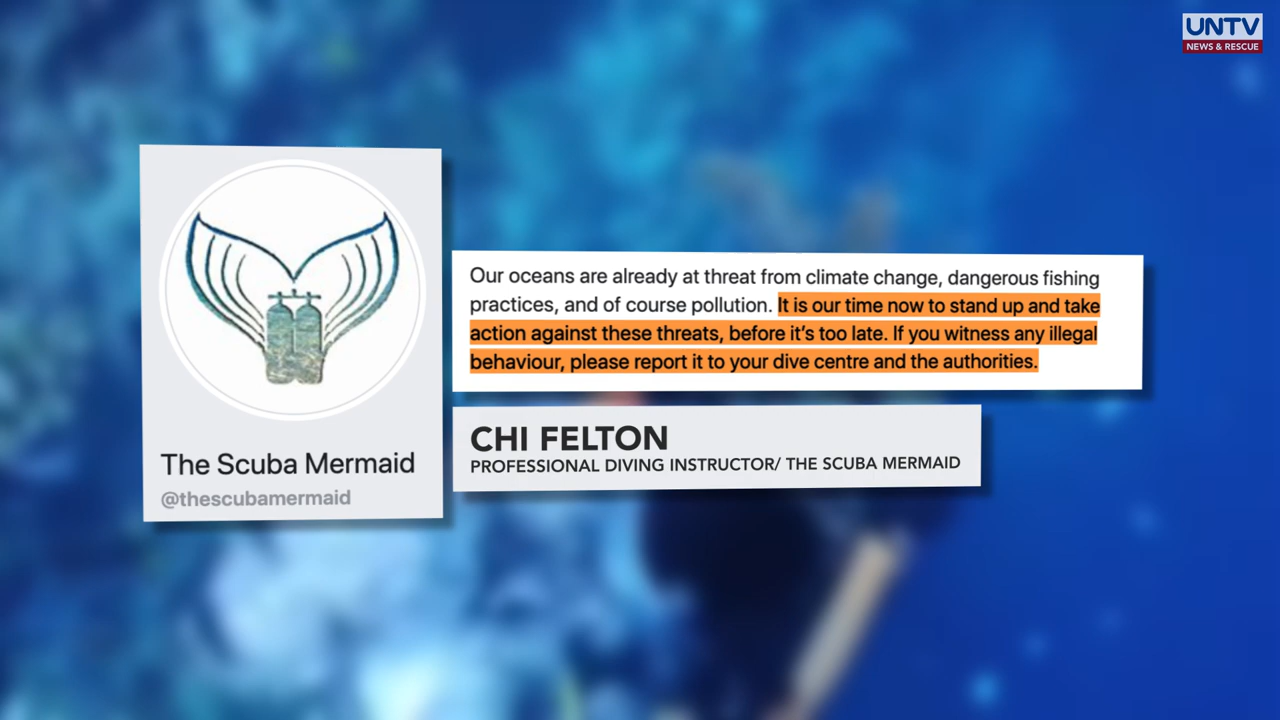 UNTV
NEWS & RESCUE
Our oceans are already at threat from climate change, dangerous fishing
practices, and of course pollution. It is our time now to stand up and take
action against these threats, before it’s too late. If you witness any illegal
behaviour, please report it to your dive centre and the authorities.
CHI FELTON
PROFESSIONAL DIVING INSTRUCTOR/ THE SCUBA MERMAID
The Scuba Mermaid
@thescubamermaid